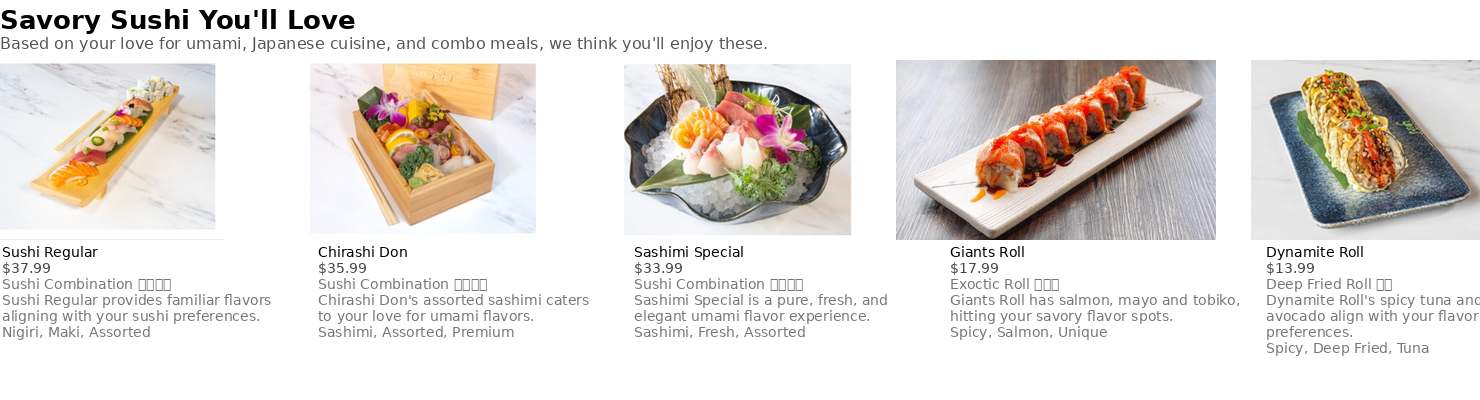 Savory Sushi You'll Love
Based on your love for umami, Japanese cuisine, and combo meals, we think you'll enjoy these.
Sushi Regular
$37.99
Sushi Combination □□□□
Sushi Regular provides familiar flavors
aligning with your sushi preferences.
Nigiri, Maki, Assorted
Chirashi Don
$35.99
Sushi Combination □□□□
Chirashi Don's assorted sashimi caters
to your love for umami flavors.
Sashimi, Assorted, Premium
Sashimi Special
$33.99
Sushi Combination □□□□
Sashimi Special is a pure, fresh, and
elegant umami flavor experience.
Sashimi, Fresh, Assorted
Giants Roll
$17.99
Exoctic Roll □□□
Giants Roll has salmon, mayo and tobiko,
hitting your savory flavor spots.
Spicy, Salmon, Unique
Dynamite Roll
$13.99
Deep Fried Roll □□
Dynamite Roll's spicy tuna and
avocado align with your flavor
preferences.
Spicy, Deep Fried, Tuna